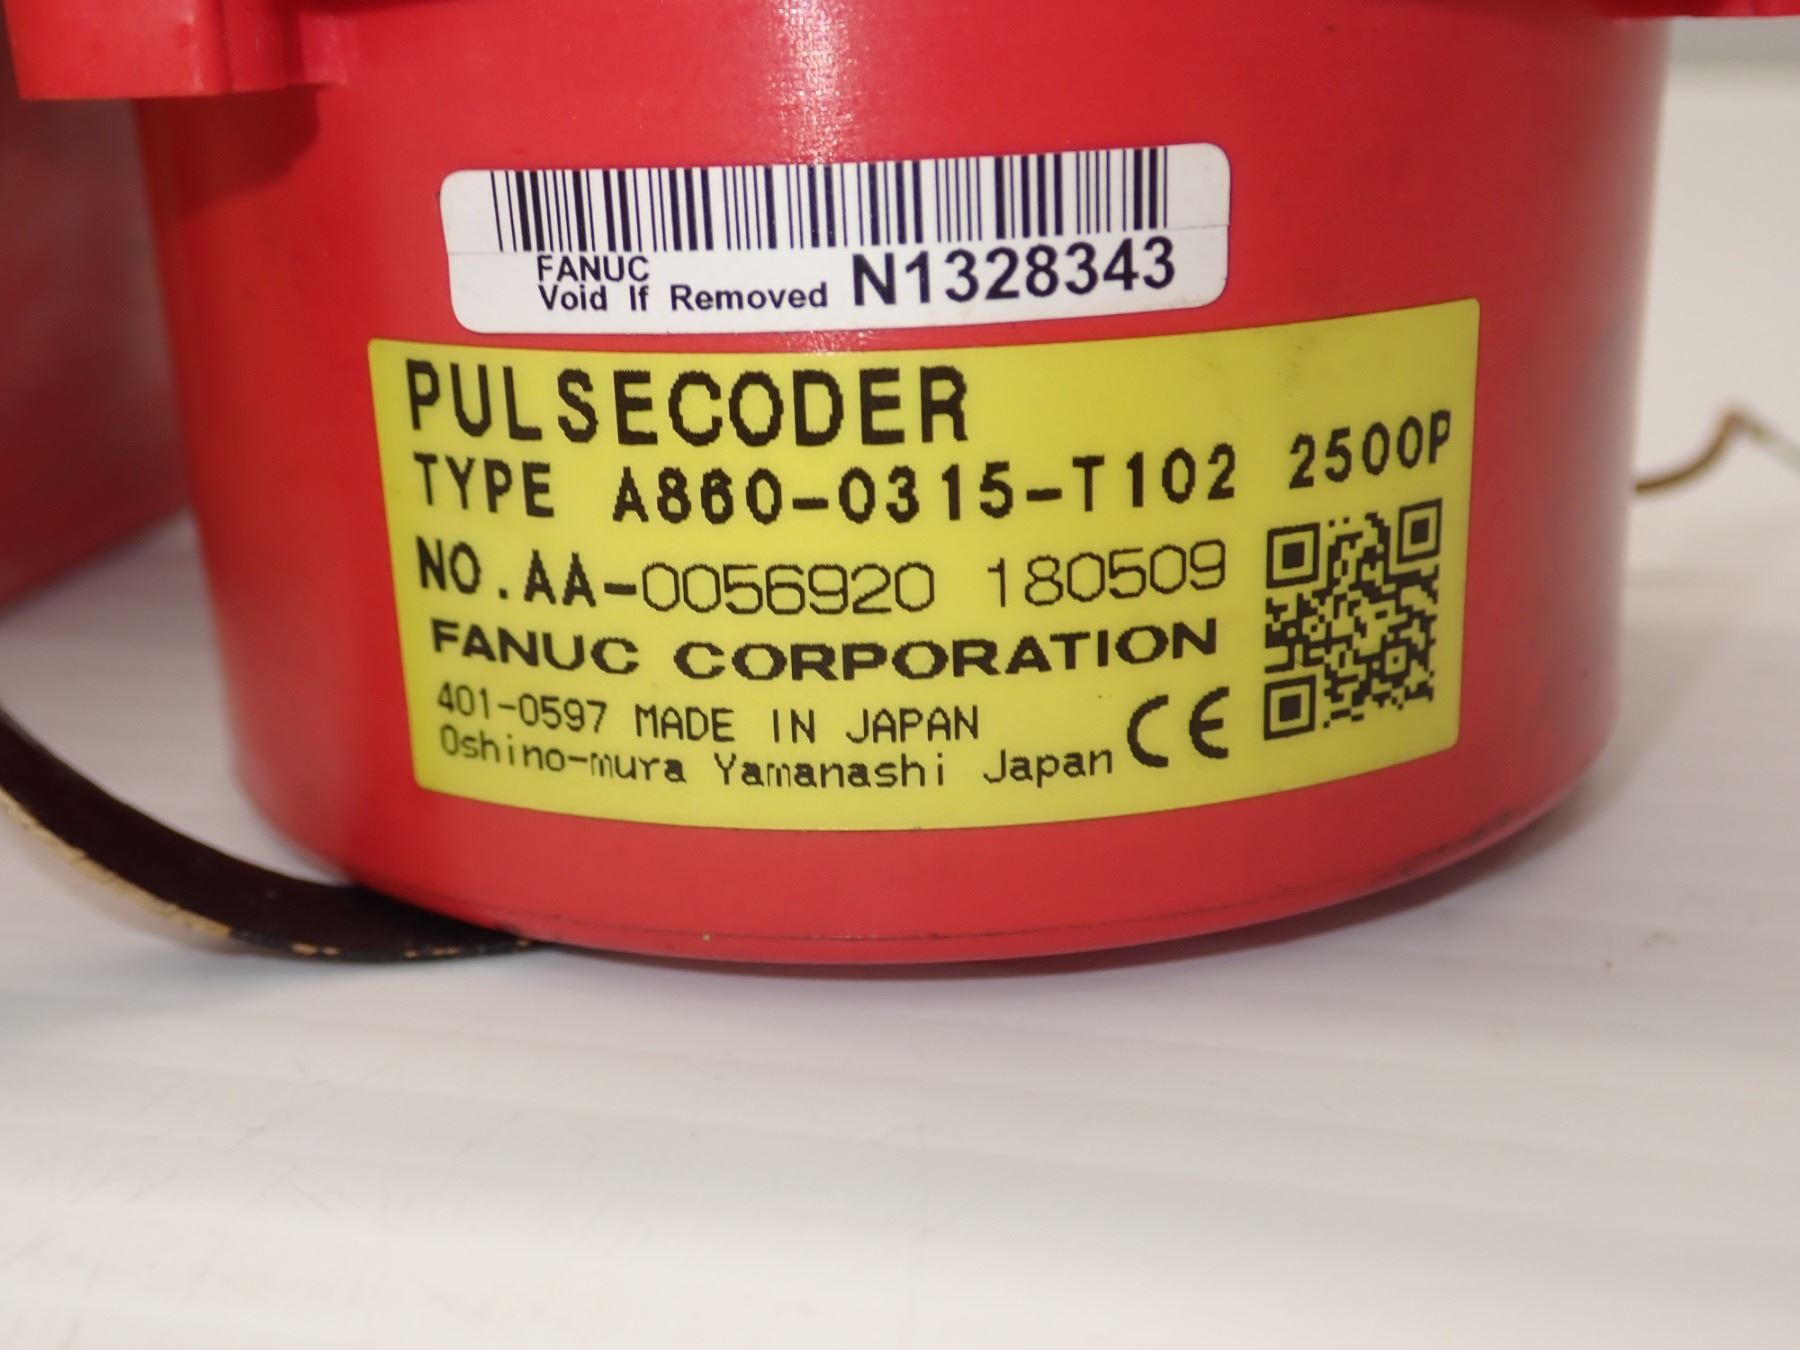 FANUC
Void If Removed N1328343
PULSECODER
TYPE A860-0315-T102 2500P
NO.AA-0056920 180509
FANUC CORPORATION
401-0597 MADE IN JAPAN
Oshino-mura Yamanashi Japan CE